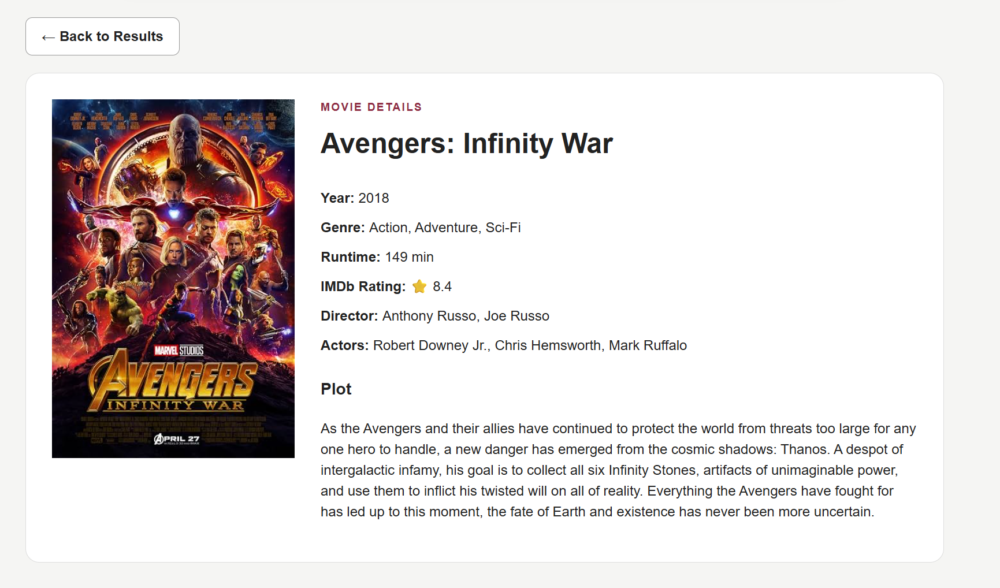 ← Back to Results
MOVIE DETAILS
Avengers: Infinity War
Year: 2018
Genre: Action, Adventure, Sci-Fi
Runtime: 149 min
IMDb Rating: ⭐ 8.4
Director: Anthony Russo, Joe Russo
Actors: Robert Downey Jr., Chris Hemsworth, Mark Ruffalo
Plot
As the Avengers and their allies have continued to protect the world from threats too large for any
one hero to handle, a new danger has emerged from the cosmic shadows: Thanos. A despot of
intergalactic infamy, his goal is to collect all six Infinity Stones, artifacts of unimaginable power,
and use them to inflict his twisted will on all of reality. Everything the Avengers have fought for
has led up to this moment, the fate of Earth and existence has never been more uncertain.
MARVEL STUDIOS
AVENGERS
INFINITY WAR
APRIL 27